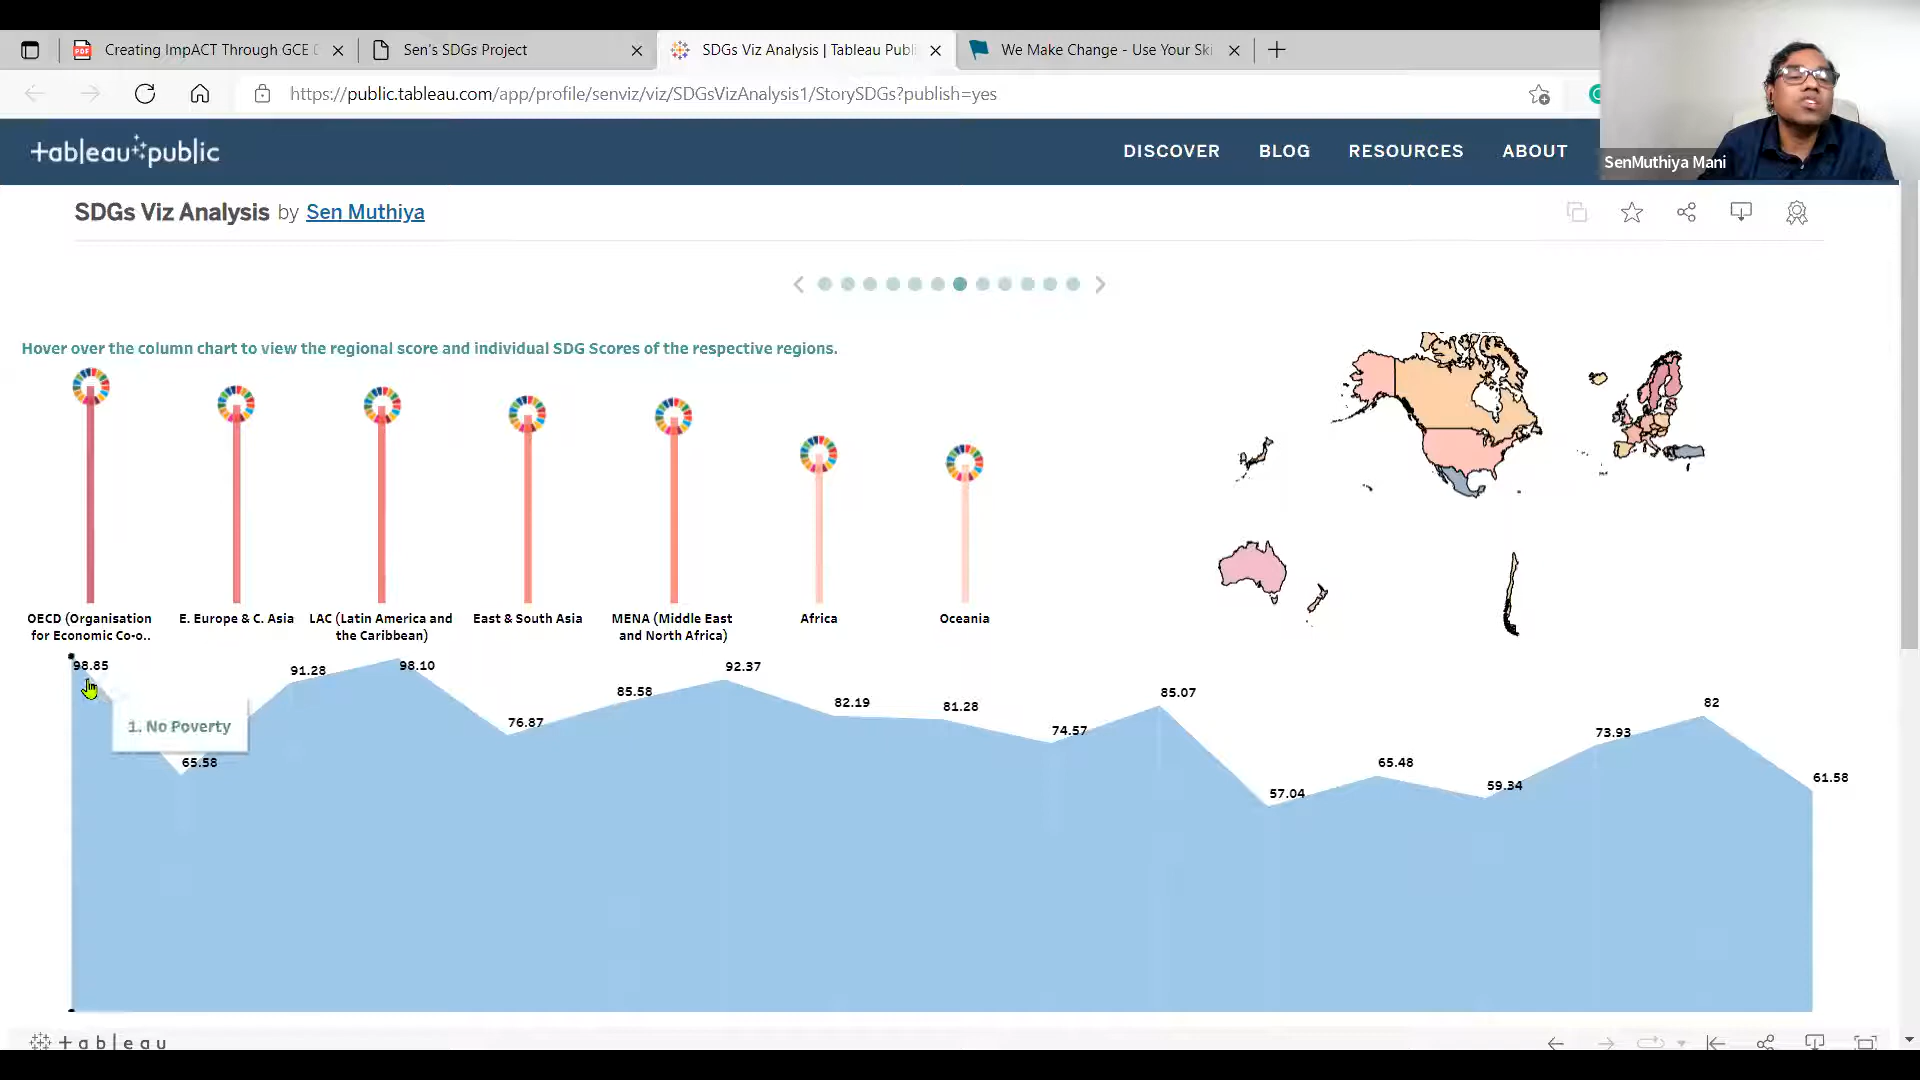 Creating ImpACT Through GCE D
Sen's SDGs Project
SDGs Viz Analysis | Tableau Publi
We Make Change - Use Your Ski
https://public.tableau.com/app/profile/senviz/viz/SDGsVizAnalysis1/StorySDGs?publish=yes
SenMuthiya Mani
+ableau public
DISCOVER
BLOG
RESOURCES
ABOUT
SDGs Viz Analysis by Sen Muthiya
Hover over the column chart to view the regional score and individual SDG Scores of the respective regions.
OECD (Organisation
for Economic Co-o..
E. Europe & C. Asia
LAC (Latin America and
the Caribbean)
East & South Asia
MENA (Middle East
and North Africa)
Africa
Oceania
98.85
65.58
91.28
98.10
76.87
85.58
92.37
82.19
81.28
74.57
85.07
57.04
65.48
59.34
73.93
82
61.58
1. No Poverty
+ a b l e a u